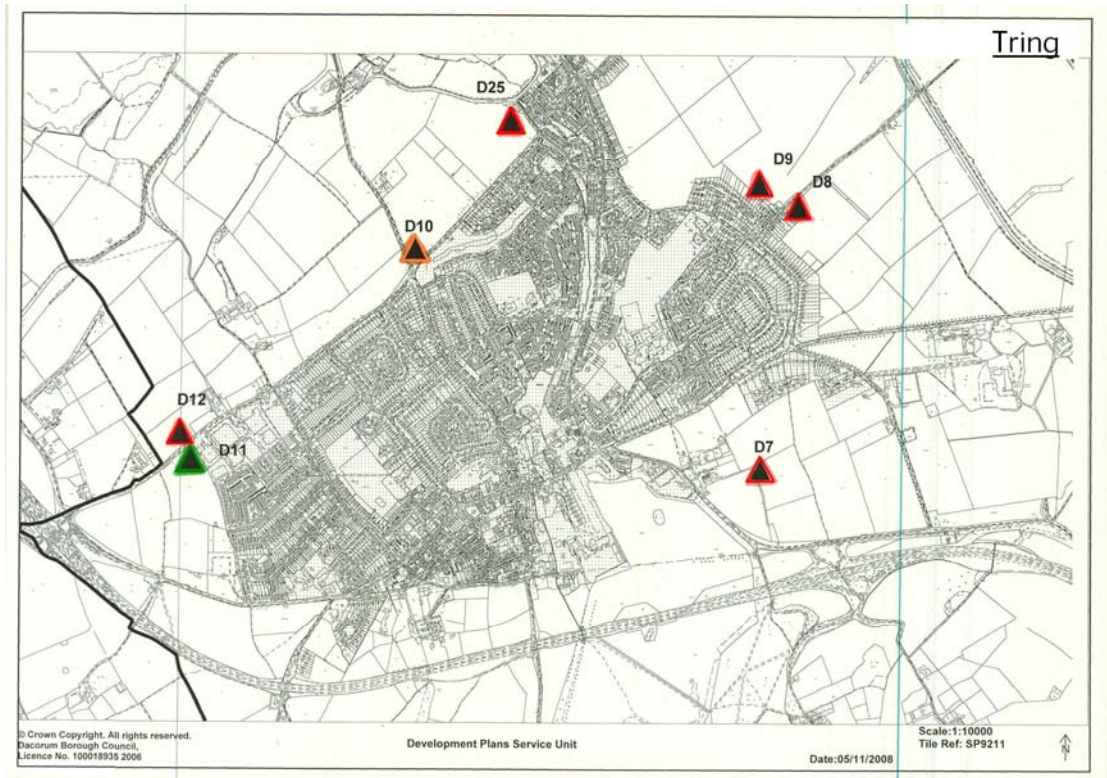 Tring
D25
D9
D8
D10
D12
D11
D7
© Crown Copyright. All rights reserved.
Dacorum Borough Council,
Licence No. 100018935 2006
Development Plans Service Unit
Date:05/11/2008
Scale:1:10000
Tile Ref: SP9211
N